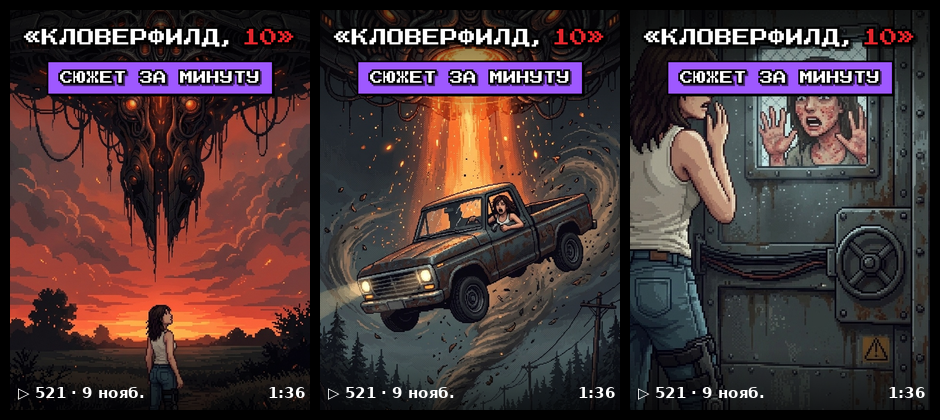 «КЛОВЕРФИЛД, 10»
СЮЖЕТ ЗА МИНУТУ
▷ 521 · 9 нояб.
1:36
«КЛОВЕРФИЛД, 10»
СЮЖЕТ ЗА МИНУТУ
▷ 521 · 9 нояб.
1:36
«КЛОВЕРФИЛД, 10»
СЮЖЕТ ЗА МИНУТУ
▷ 521 · 9 нояб.
1:36